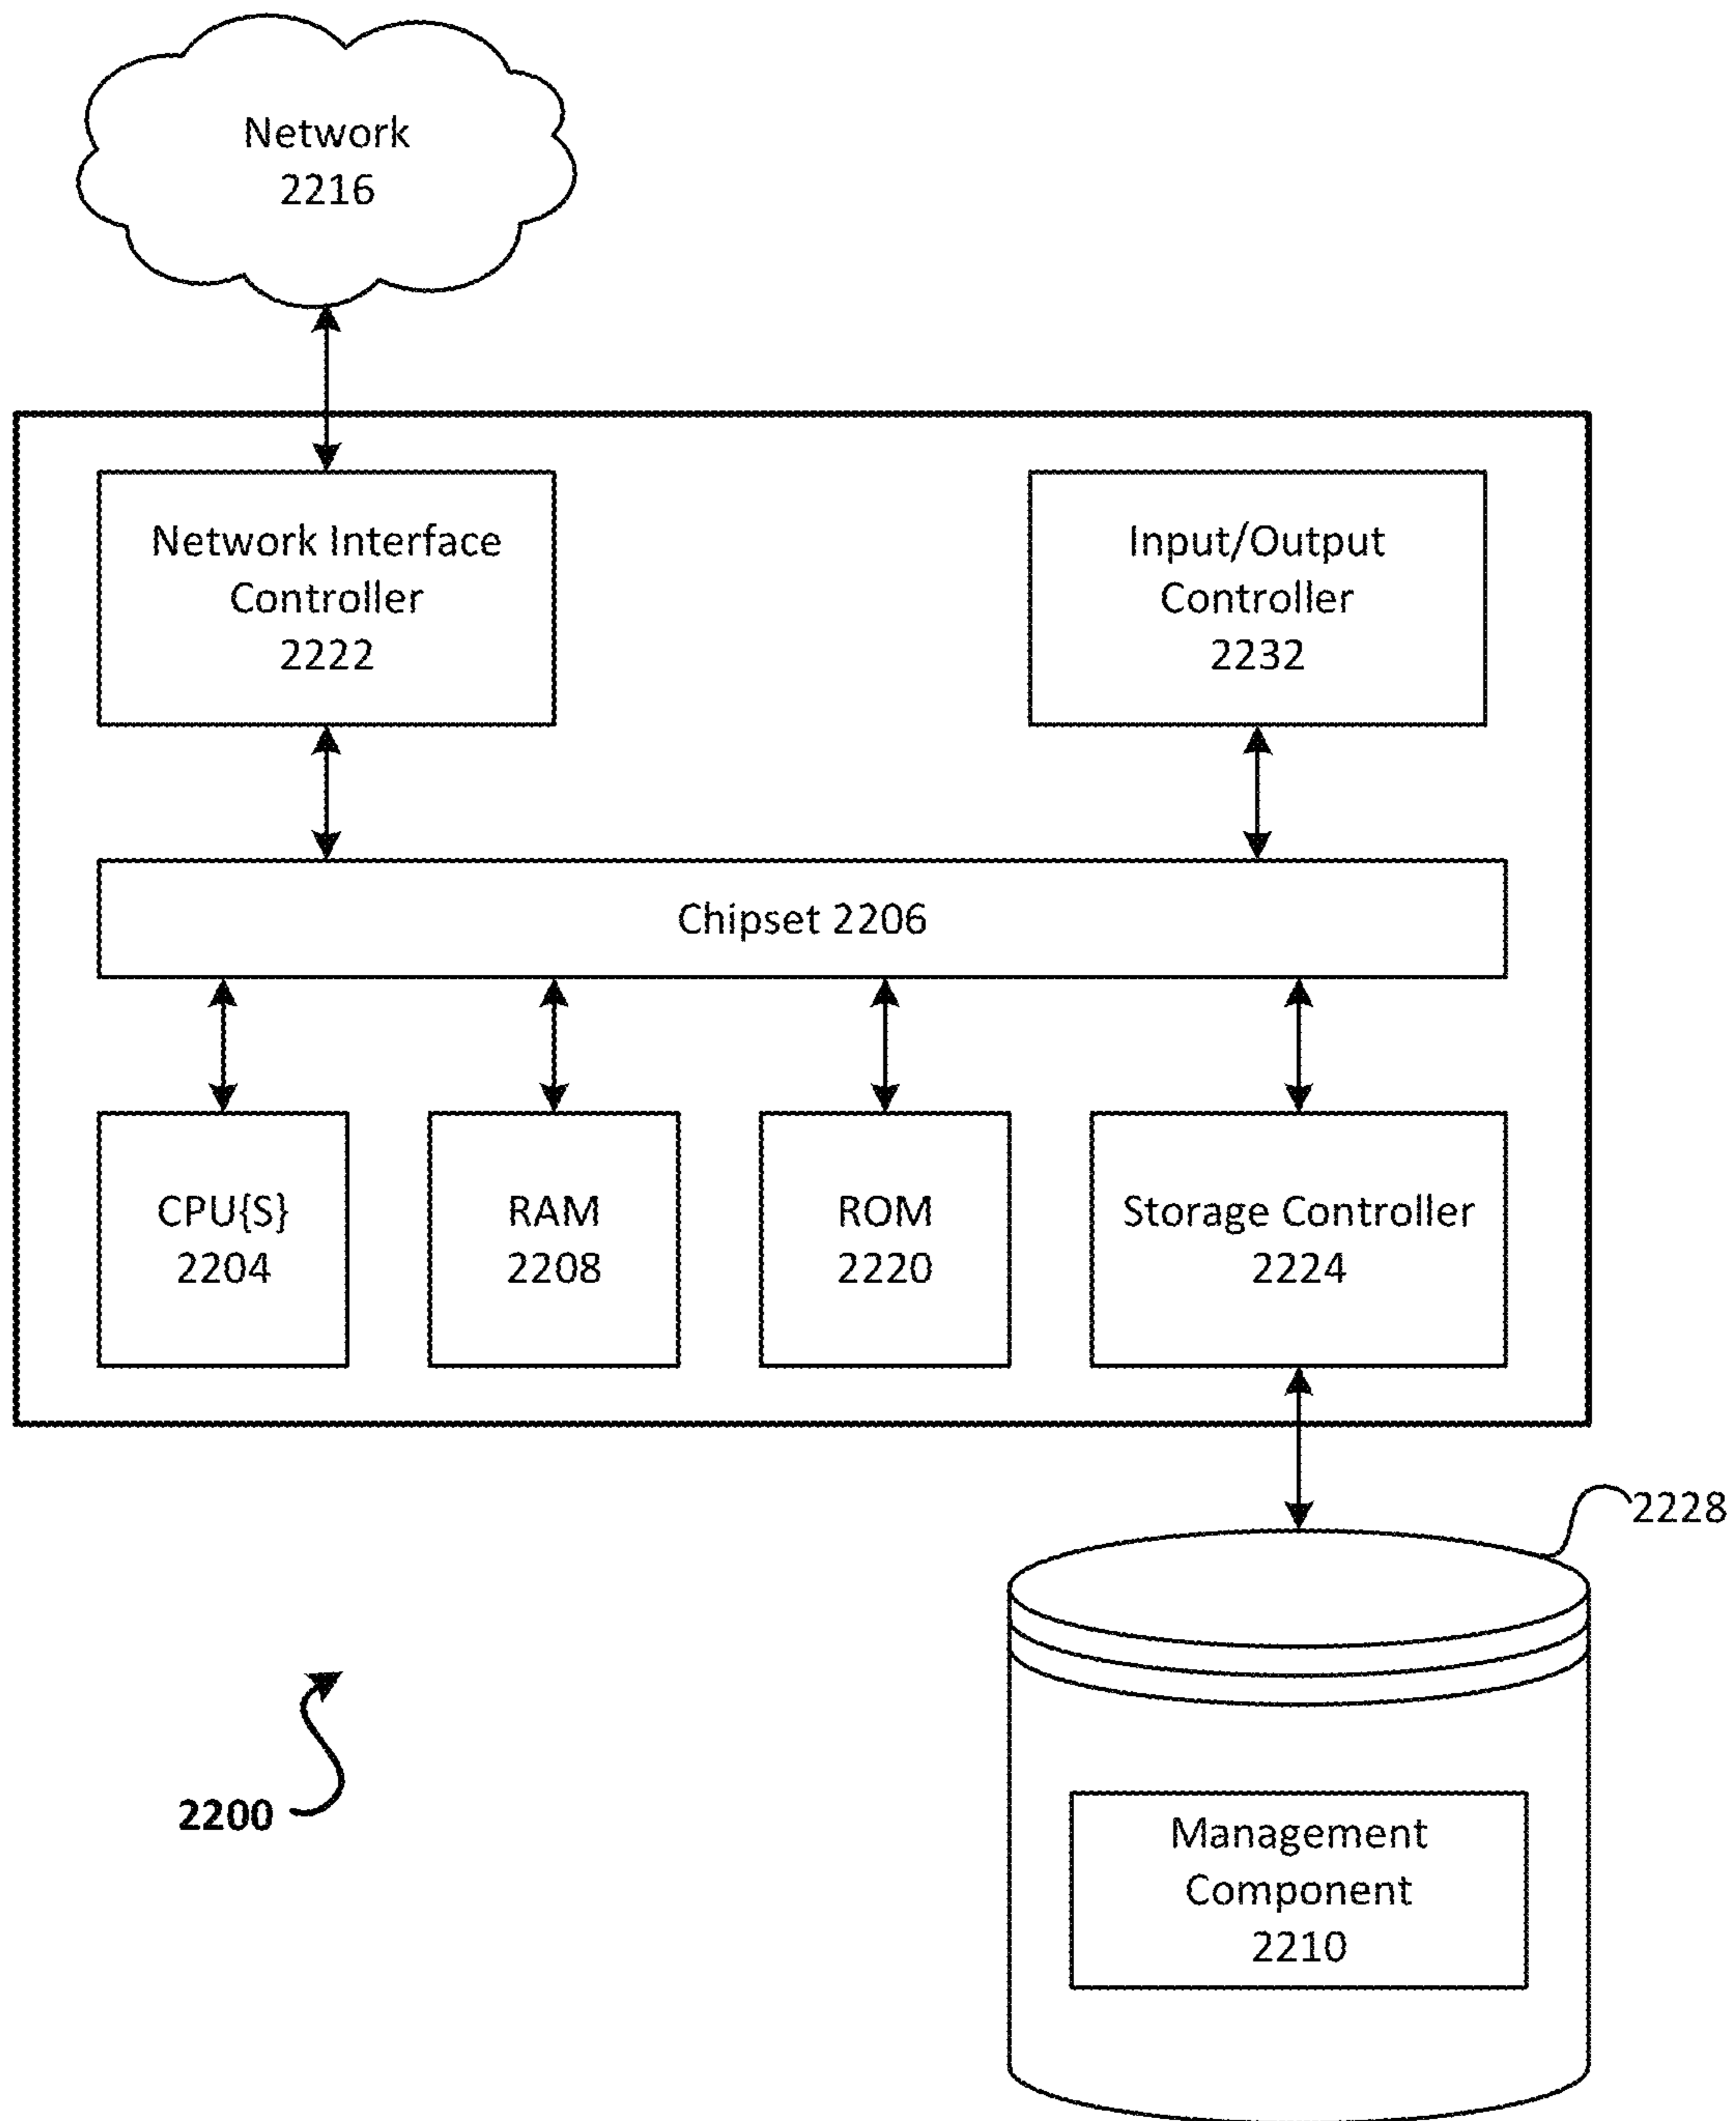 Network
2216
Network Interface
Controller
2222
Input/Output
Controller
2232
Chipset 2206
CPU{S}
2204
RAM
2208
ROM
2220
Storage Controller
2224
2228
2200
Management
Component
2210